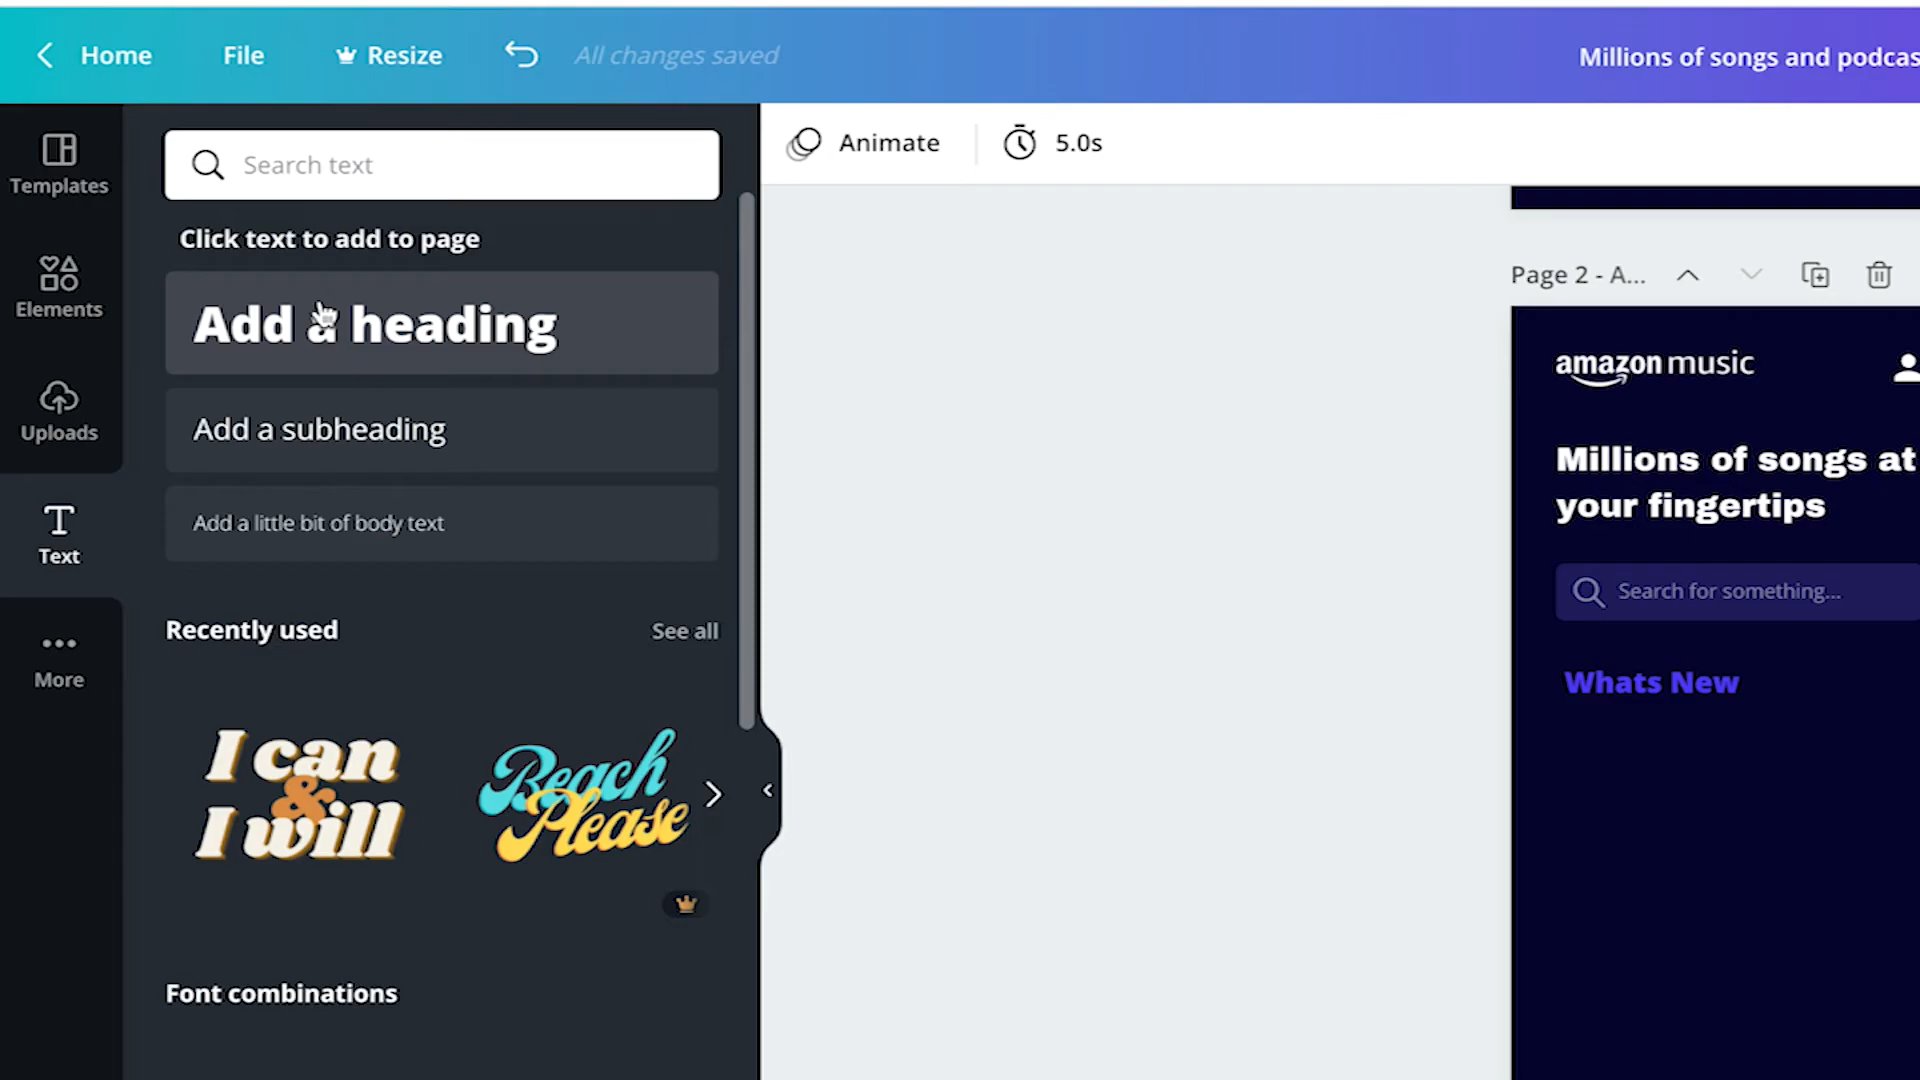 Home
File
Resize
All changes saved
Millions of songs and podcas
Templates
Elements
Uploads
Text
More
Search text
Click text to add to page
Add a heading
Add a subheading
Add a little bit of body text
Recently used
See all
I can
&
I will
Beach
Please
Font combinations
Animate
5.0s
Page 2 - A...
amazon music
Millions of songs at
your fingertips
Search for something...
Whats New